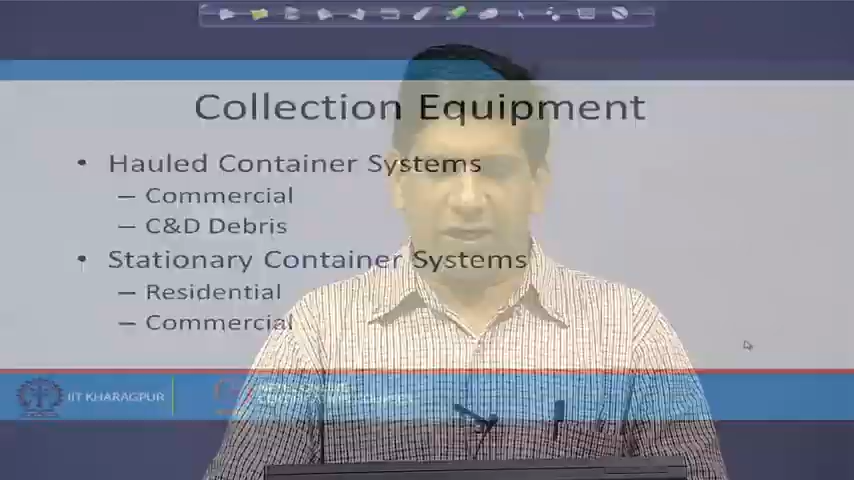 Collection Equipment
• Hauled Container Systems
– Commercial
– C&D Debris
• Stationary Container Systems
– Residential
– Commercial
IIT KHARAGPUR